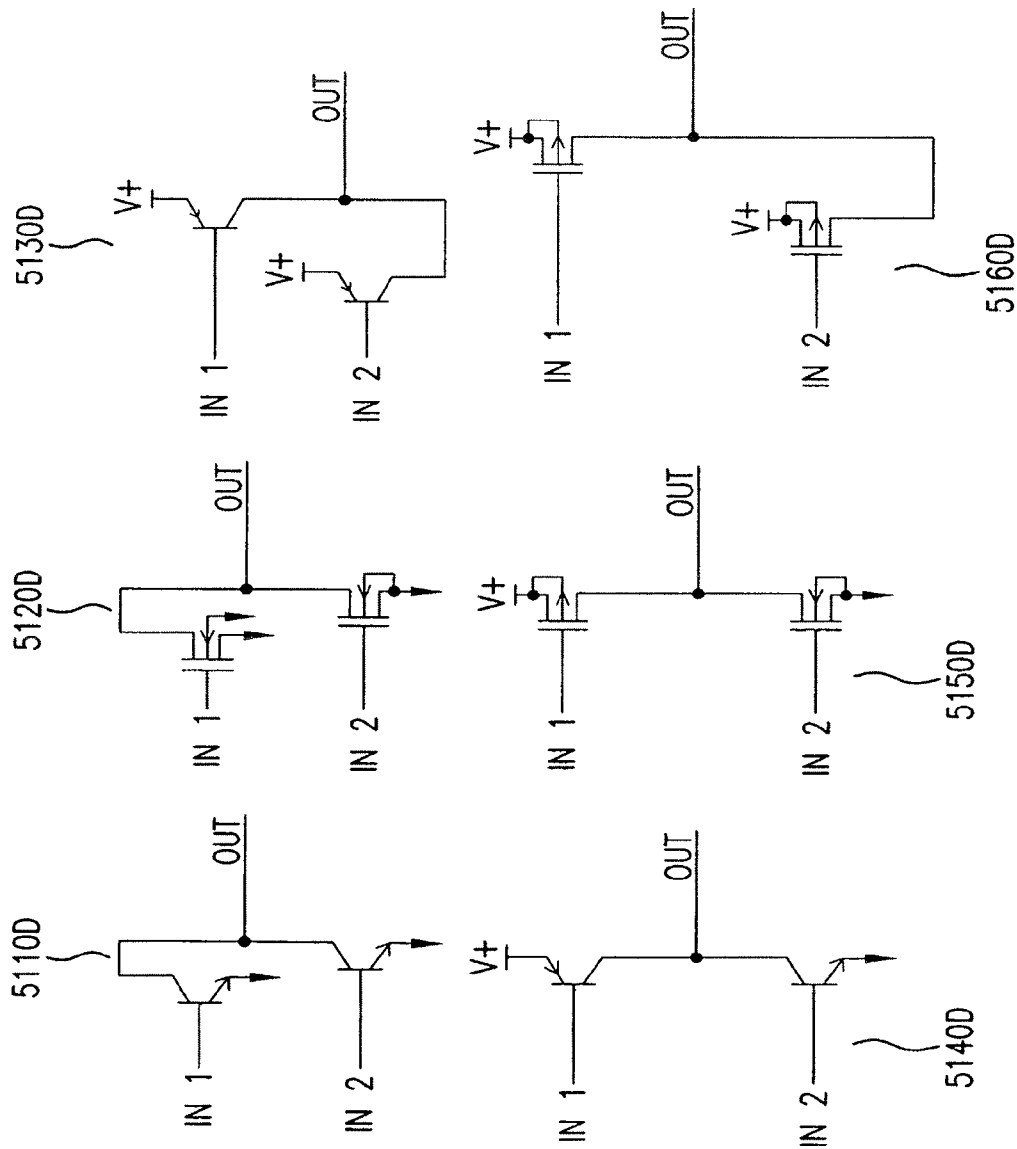 5110D
IN 1
IN 2
OUT
5120D
IN 1
IN 2
OUT
5130D
V+
V+
IN 1
IN 2
OUT
5140D
V+
IN 1
IN 2
OUT
5150D
V+
IN 1
IN 2
OUT
5160D
V+
V+
IN 1
IN 2
OUT